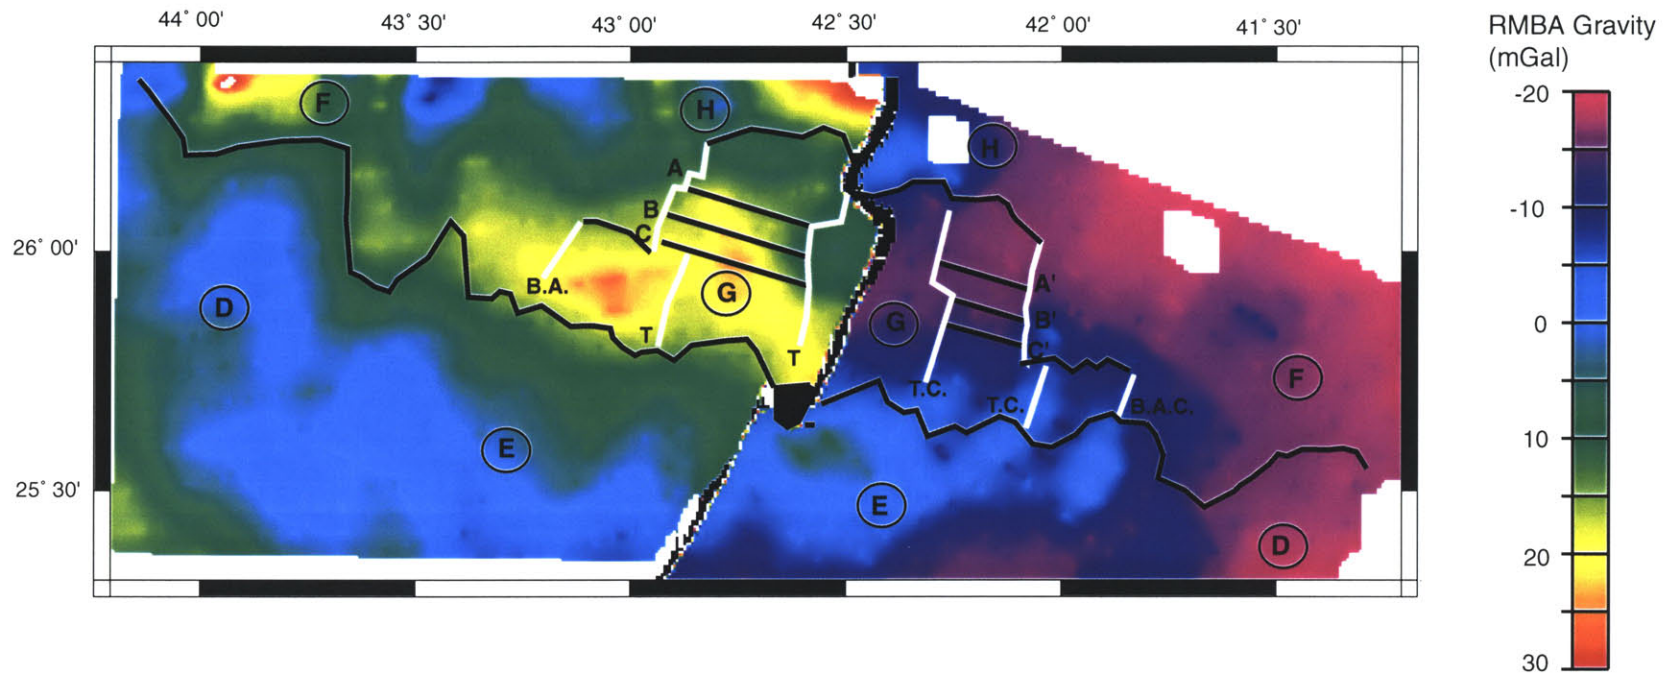 44° 00' 43° 30' 43° 00' 42° 30' 42° 00' 41° 30'
RMBA Gravity
(mGal)
-20
F H
H
A
B
-10
C
26° 00'
B.A. G A'
D G B'
0
T C'
T
T.C. T.C. B.A.C. F
10
E
25° 30' E
D
20
30